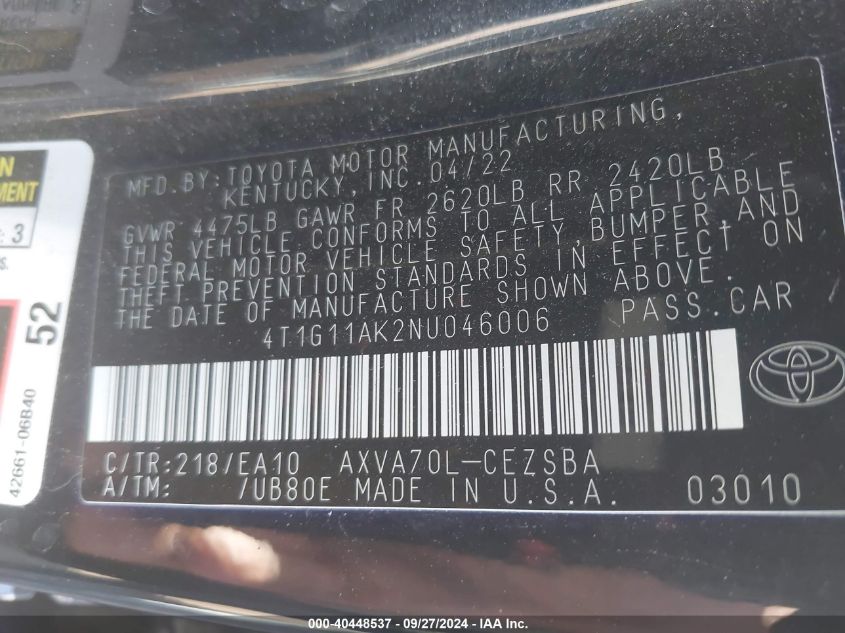 MFD. BY: TOYOTA MOTOR MANUFACTURING,
KENTUCKY, INC. 04/22
GVWR 4475LB GAWR FR 2620LB RR 2420LB
THIS VEHICLE CONFORMS TO ALL APPLICABLE
FEDERAL MOTOR VEHICLE SAFETY, BUMPER, AND
THEFT PREVENTION STANDARDS IN EFFECT ON
THE DATE OF MANUFACTURE SHOWN ABOVE.
4T1G11AK2NU046006 PASS. CAR
C/TR: 218/EA10 AXVA70L-CEZSBA
A/TM: /UB80E MADE IN U.S.A. 03010
3
52
42661-06B40
000-40448537 - 09/27/2024 - IAA Inc.